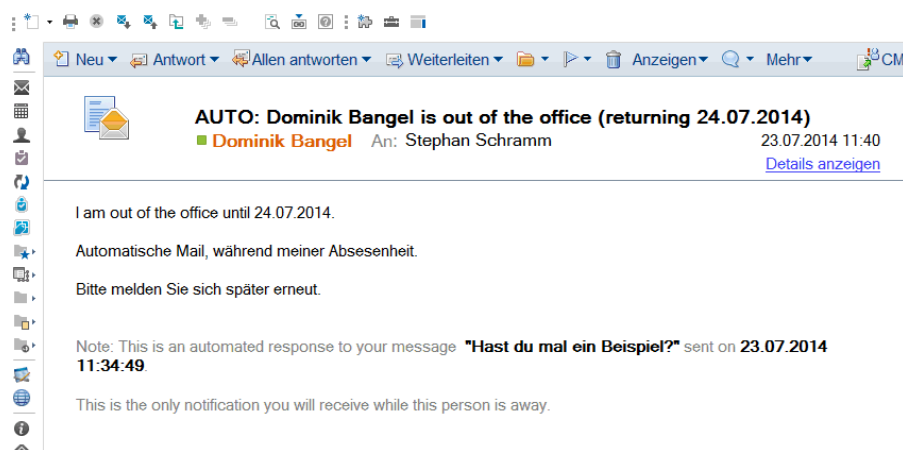 Neu Antwort Allen antworten Weiterleiten Anzeigen Mehr CM
AUTO: Dominik Bangel is out of the office (returning 24.07.2014)
Dominik Bangel An: Stephan Schramm 23.07.2014 11:40
Details anzeigen
I am out of the office until 24.07.2014.
Automatische Mail, während meiner Absesenheit.
Bitte melden Sie sich später erneut.
Note: This is an automated response to your message "Hast du mal ein Beispiel?" sent on 23.07.2014
11:34:49.
This is the only notification you will receive while this person is away.